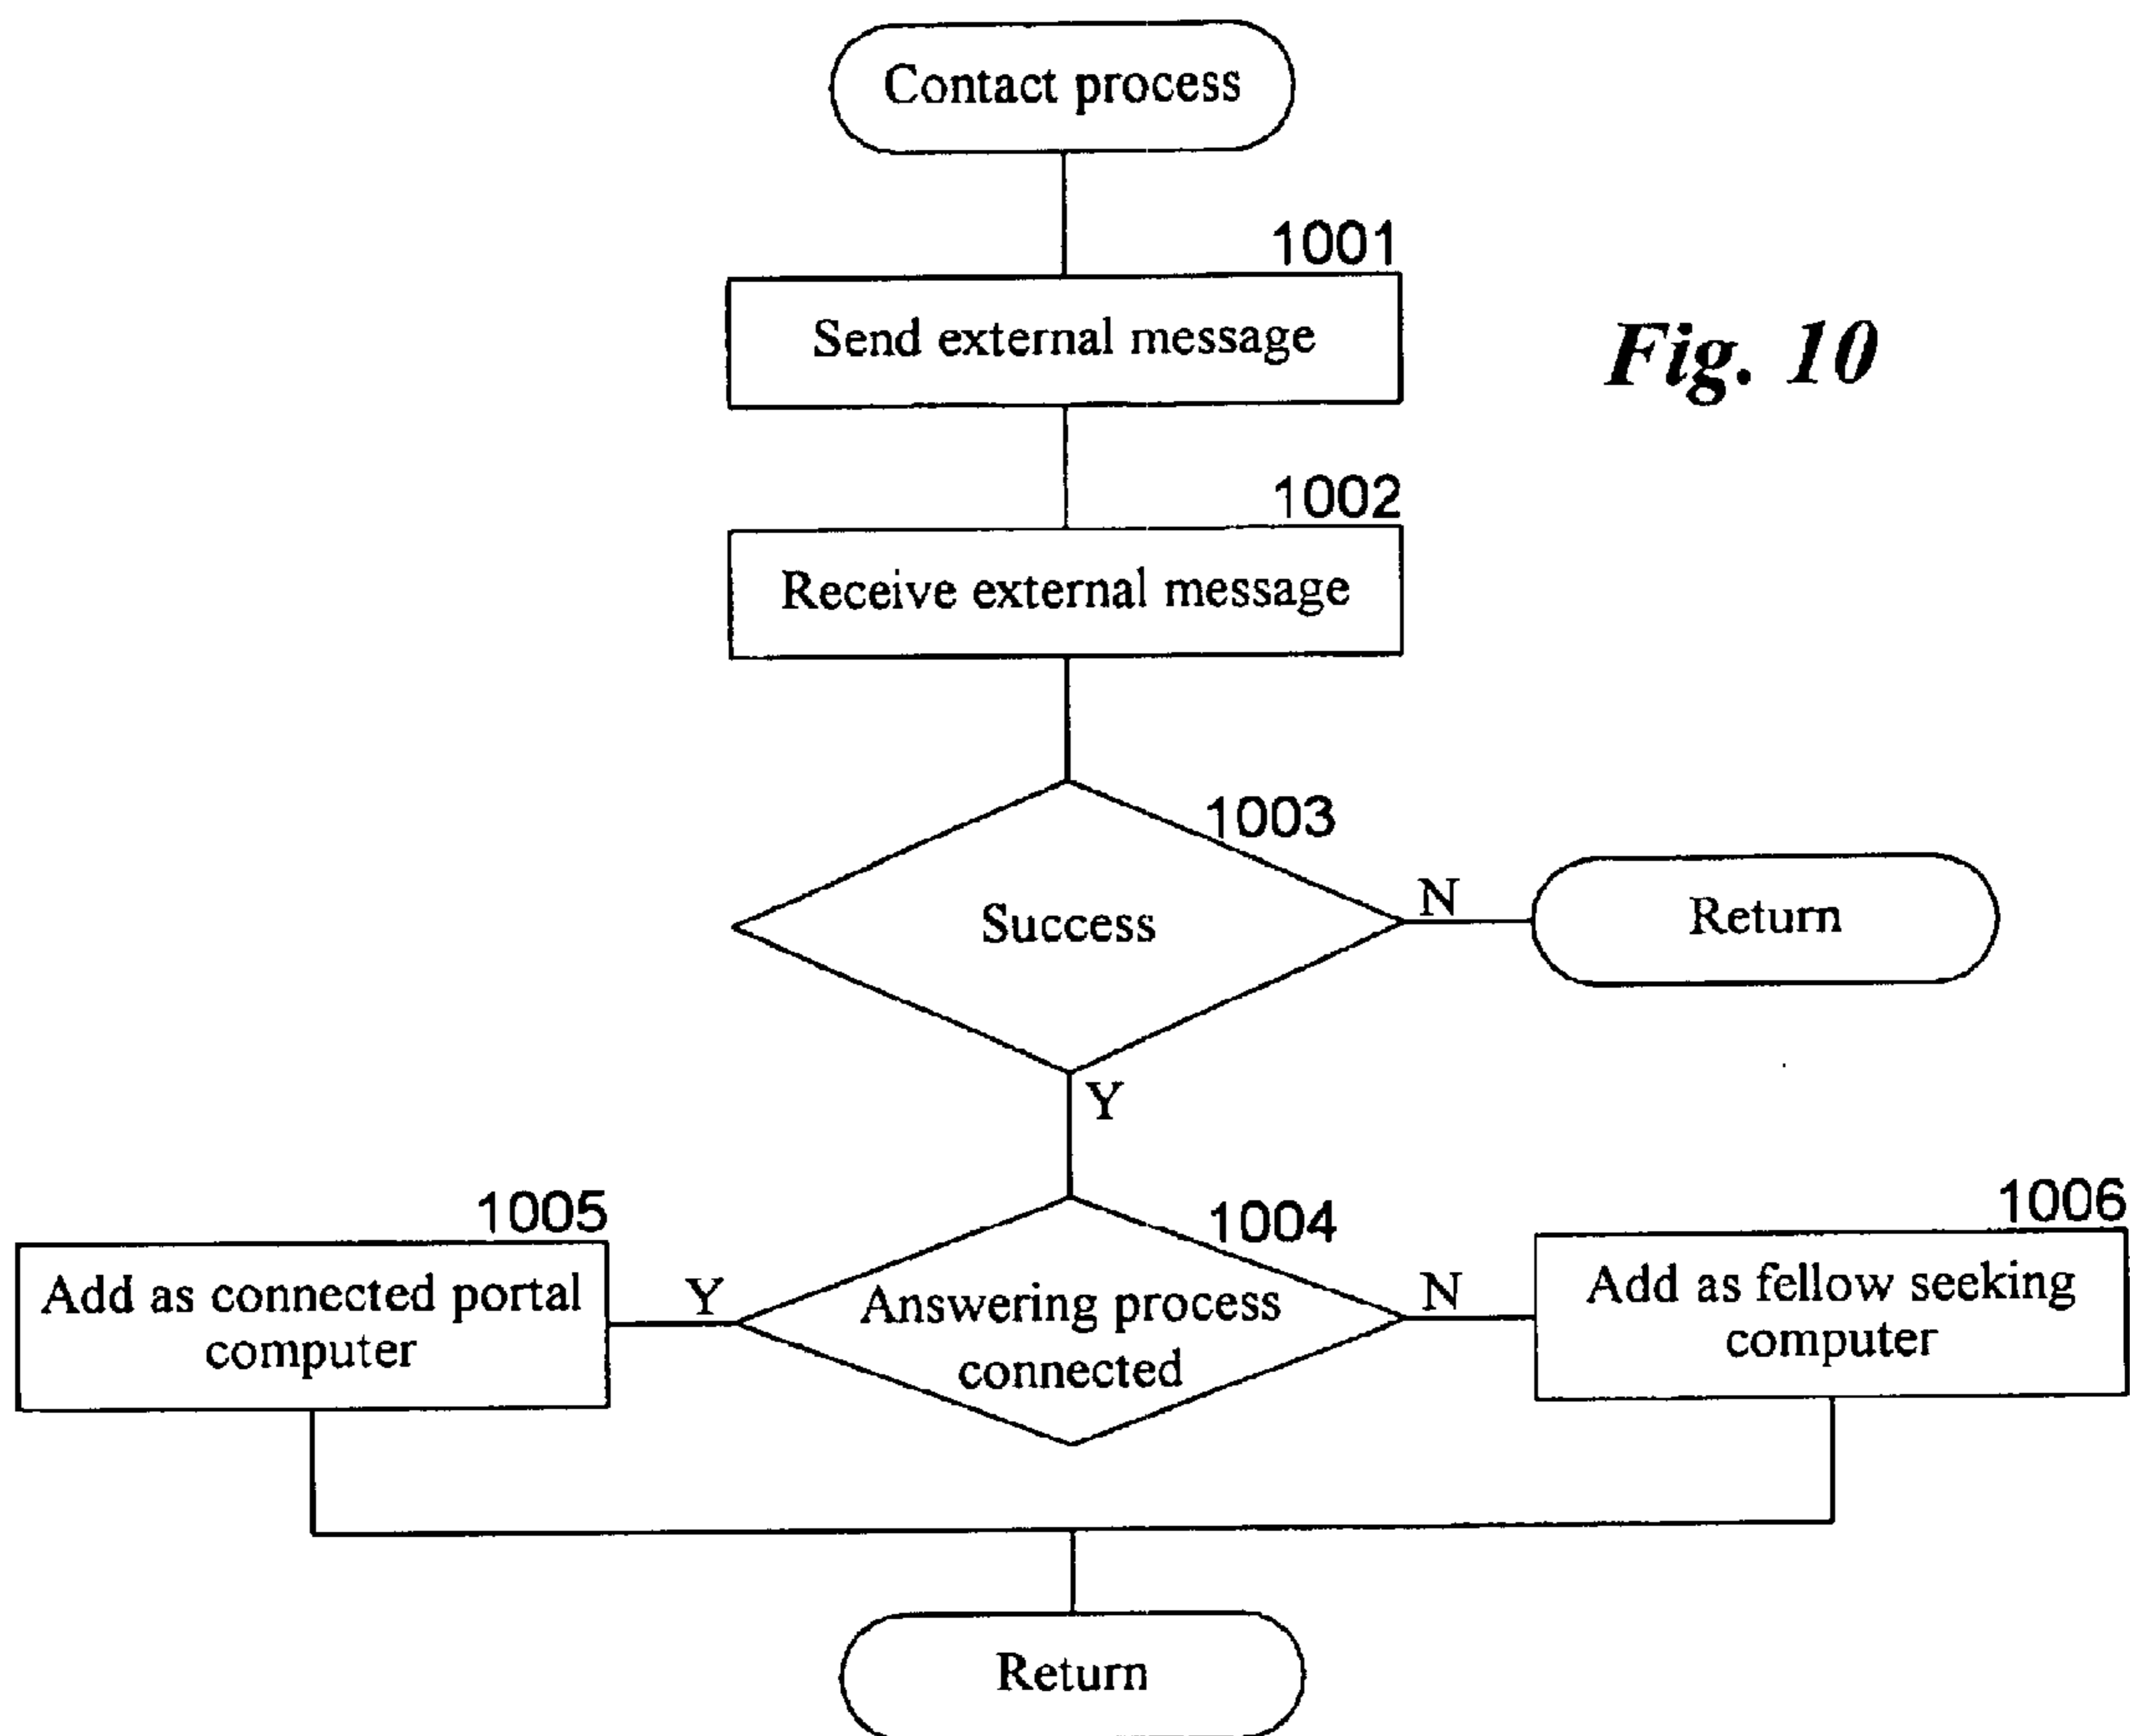 Contact process
1001
Send external message
Fig. 10
1002
Receive external message
1003
Success
N
Return
Y
1005
Add as connected portal
computer
Y
1004
Answering process
connected
N
1006
Add as fellow seeking
computer
Return